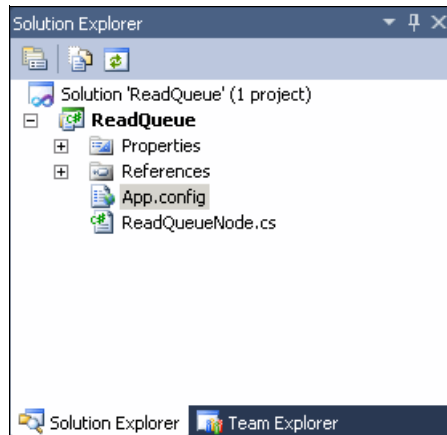 Solution Explorer
Solution 'ReadQueue' (1 project)
ReadQueue
Properties
References
App.config
ReadQueueNode.cs
Solution Explorer Team Explorer